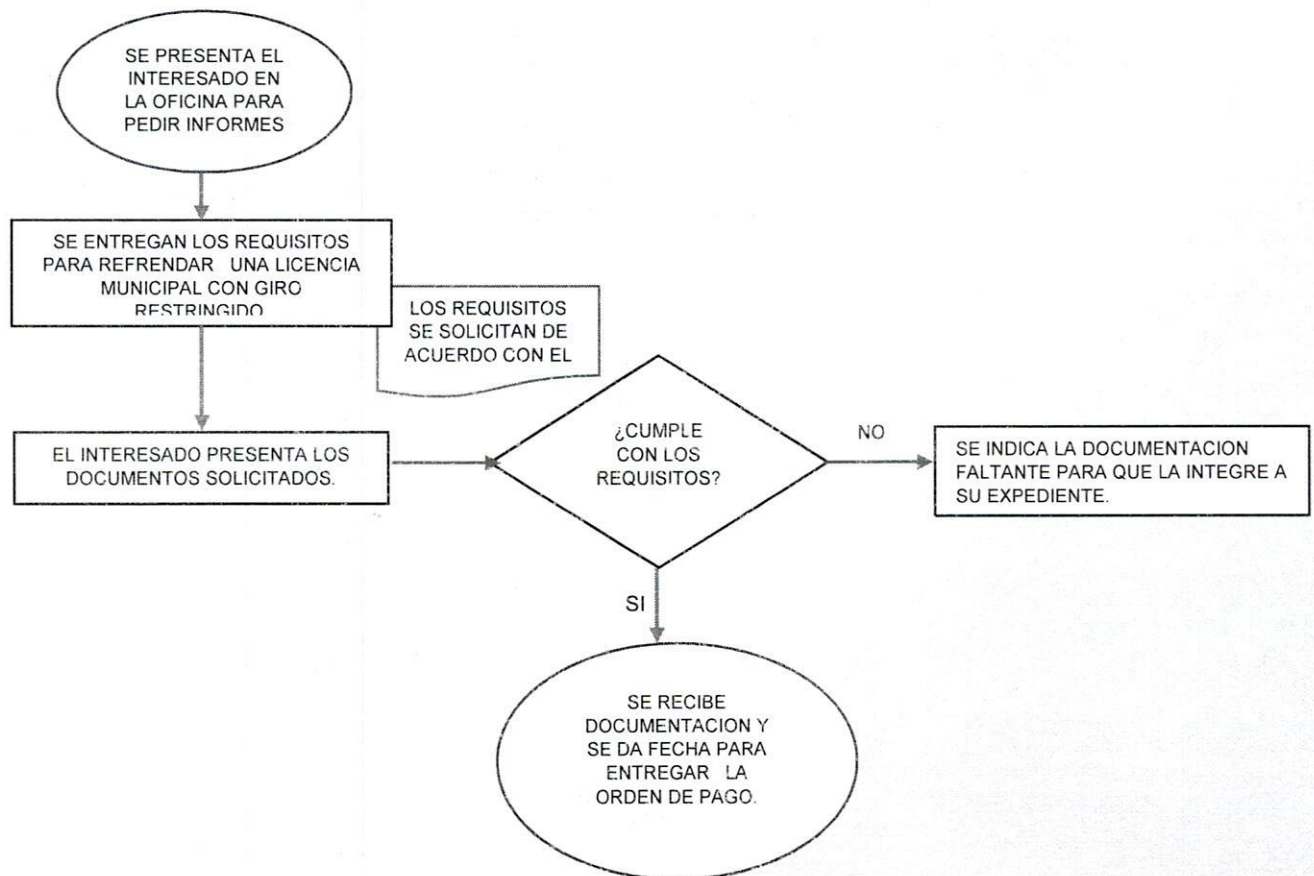 SE PRESENTA EL
INTERESADO EN
LA OFICINA PARA
PEDIR INFORMES
SE ENTREGAN LOS REQUISITOS
PARA REFRENDAR UNA LICENCIA
MUNICIPAL CON GIRO
RESTRINGIDO
LOS REQUISITOS
SE SOLICITAN DE
ACUERDO CON EL
EL INTERESADO PRESENTA LOS
DOCUMENTOS SOLICITADOS.
¿CUMPLE
CON LOS
REQUISITOS?
NO
SE INDICA LA DOCUMENTACION
FALTANTE PARA QUE LA INTEGRE A
SU EXPEDIENTE.
SI
SE RECIBE
DOCUMENTACION Y
SE DA FECHA PARA
ENTREGAR LA
ORDEN DE PAGO.